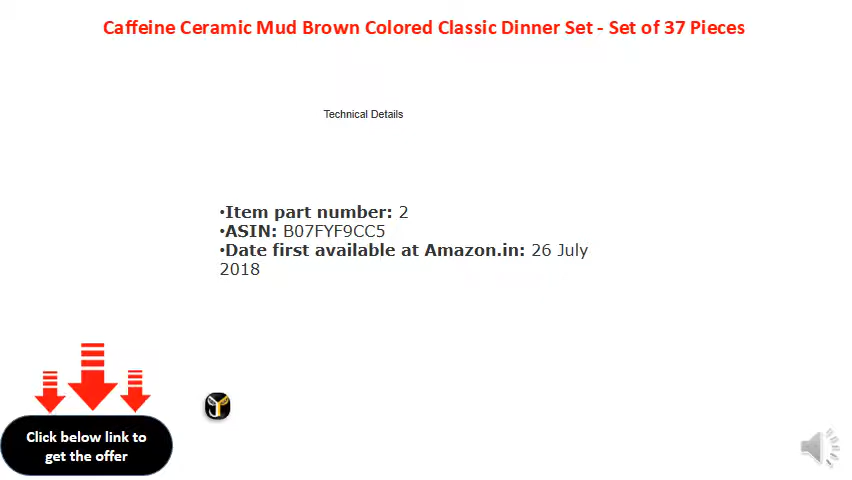 Caffeine Ceramic Mud Brown Colored Classic Dinner Set - Set of 37 Pieces
Technical Details
•Item part number: 2
•ASIN: B07FYF9CC5
•Date first available at Amazon.in: 26 July
2018
Click below link to
get the offer